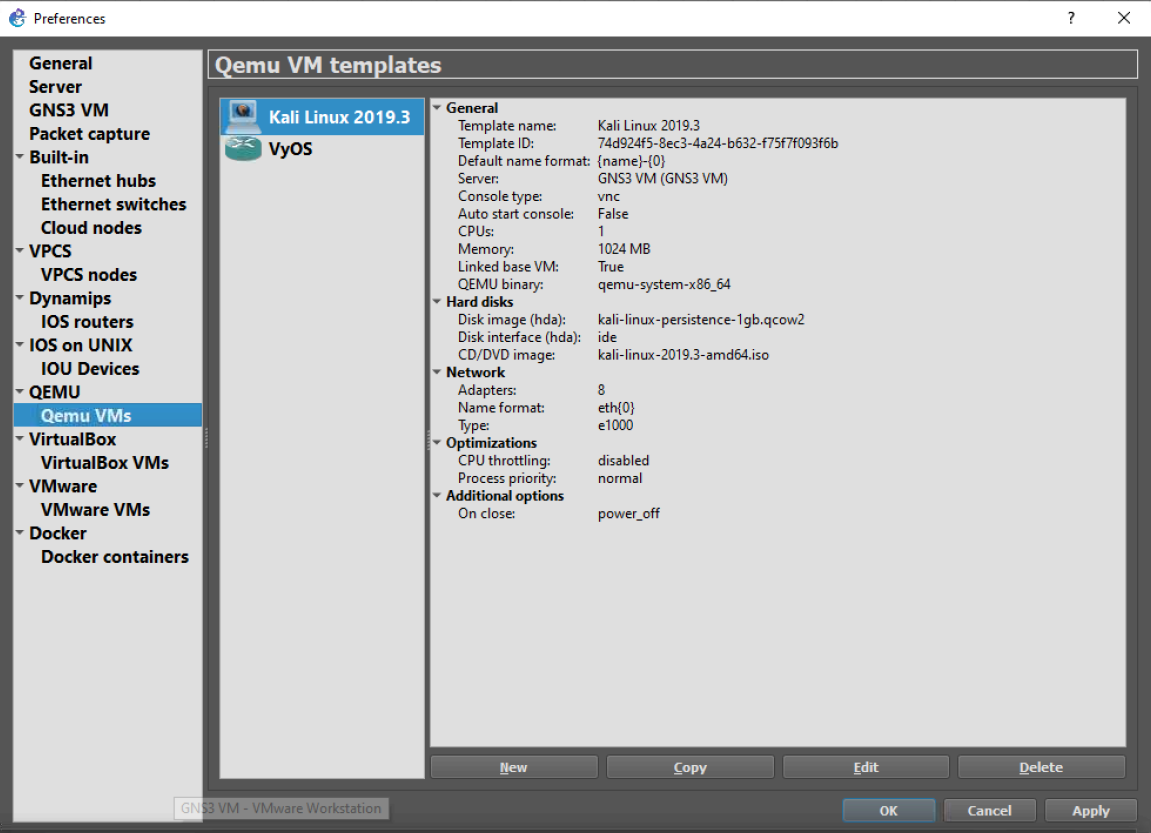 Preferences
?
General
Server
GNS3 VM
Packet capture
Built-in
Ethernet hubs
Ethernet switches
Cloud nodes
VPCS
VPCS nodes
Dynamips
IOS routers
IOS on UNIX
IOU Devices
QEMU
Qemu VMs
VirtualBox
VirtualBox VMs
VMware
VMware VMs
Docker
Docker containers
Qemu VM templates
Kali Linux 2019.3
VyOS
General
Template name: Kali Linux 2019.3
Template ID: 74d924f5-8ec3-4a24-b632-f75f7f093f6b
Default name format: {name}-{0}
Server: GNS3 VM (GNS3 VM)
Console type: vnc
Auto start console: False
CPUs: 1
Memory: 1024 MB
Linked base VM: True
QEMU binary: qemu-system-x86_64
Hard disks
Disk image (hda): kali-linux-persistence-1gb.qcow2
Disk interface (hda): ide
CD/DVD image: kali-linux-2019.3-amd64.iso
Network
Adapters: 8
Name format: eth{0}
Type: e1000
Optimizations
CPU throttling: disabled
Process priority: normal
Additional options
On close: power_off
New Copy Edit Delete
GNS3 VM - VMware Workstation
OK Cancel Apply